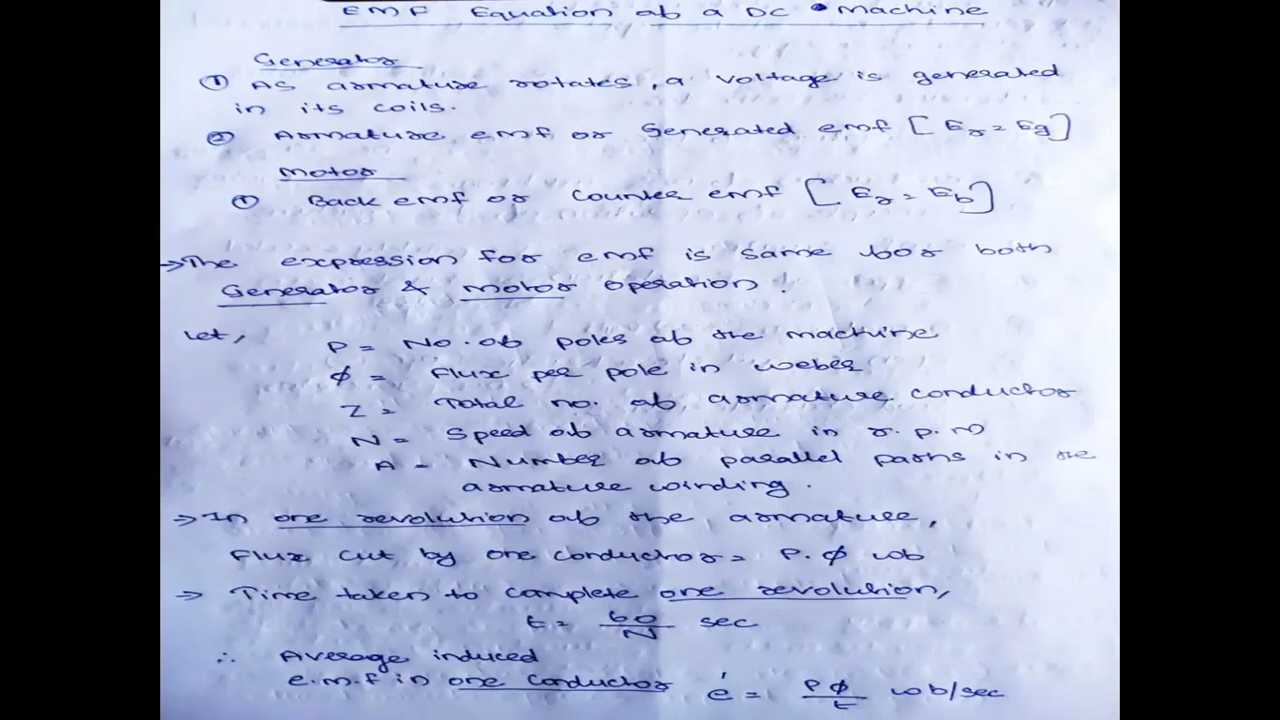 EMF Equation of a DC Machine
Generator
① As armature rotates, a voltage is generated
in its coils.
② Armature emf or Generated emf [Er = Eg]
Motor
① Back emf or Counter emf [Er = Eb]
→ The expression for emf is same for both
Generator & Motor operation.
Let,
P = No. of poles of the machine
ϕ = Flux per pole in weber
Z = Total no. of armature conductor
N = Speed of armature in r.p.m
A = Number of parallel paths in the
armature winding.
→ In one revolution of the armature,
Flux cut by one conductor = P.ϕ wb
→ Time taken to complete one revolution,
t = 60/N sec
∴ Average induced
e.m.f in one conductor é = Pϕ/t wb/sec